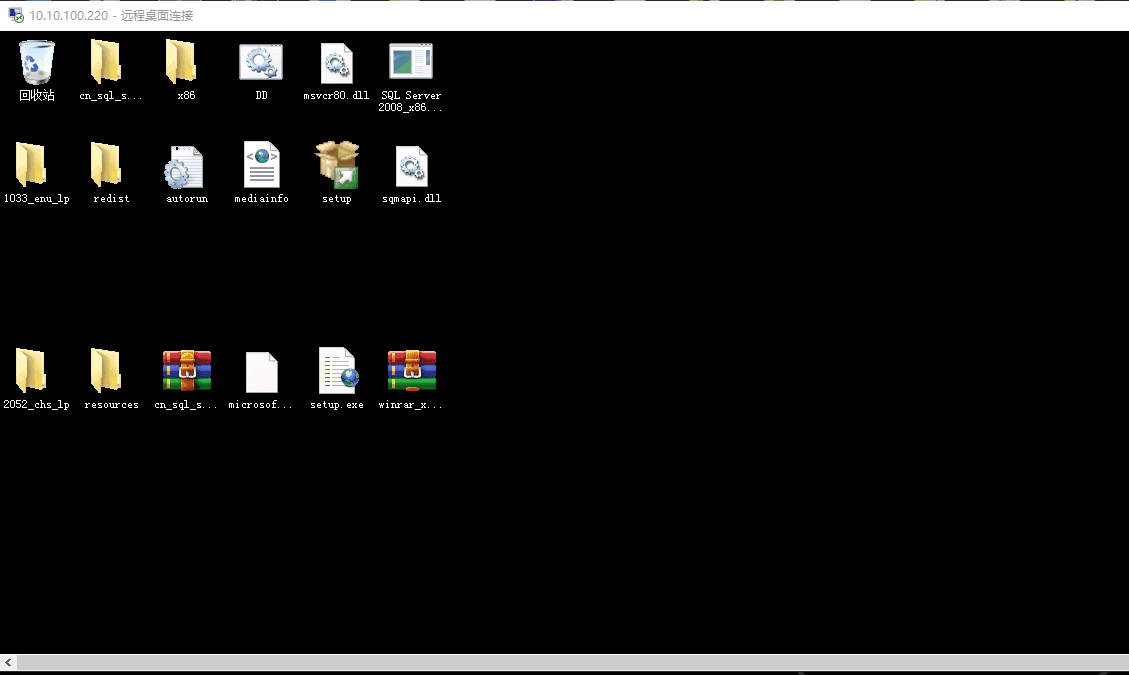 10.10.100.220 - 远程桌面连接
回收站
cn_sql_s...
x86
DD
msvcr80.dll
SQL Server
2008_x86...
1033_enu_lp
redist
autorun
mediainfo
setup
sqmapi.dll
2052_chs_lp
resources
cn_sql_s...
microsof...
setup.exe
winrar_x...